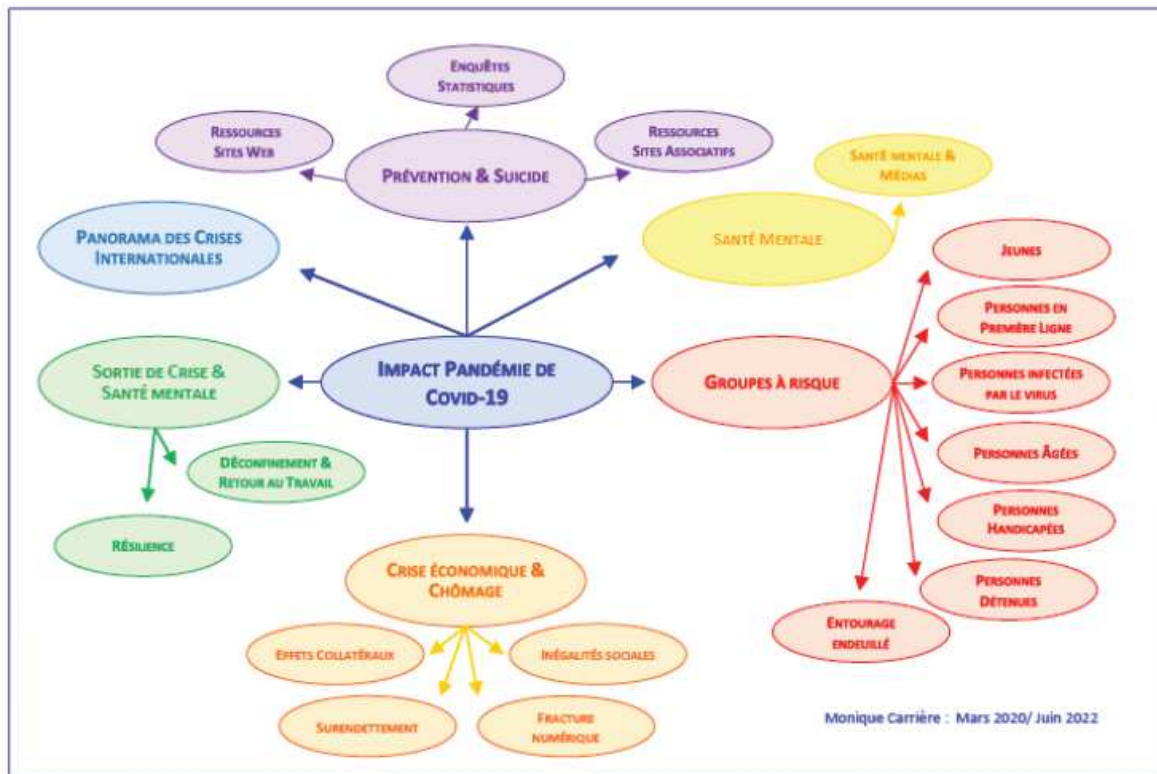 ENQUÊTES
STATISTIQUES
RESSOURCES
SITES WEB
RESSOURCES
SITES ASSOCIATIFS
PRÉVENTION & SUICIDE
SANTÉ MENTALE &
MÉDIAS
PANORAMA DES CRISES
INTERNATIONALES
SANTÉ MENTALE
JEUNES
PERSONNES EN
PREMIÈRE LIGNE
SORTIE DE CRISE &
SANTÉ MENTALE
IMPACT PANDÉMIE DE
COVID-19
GROUPES À RISQUE
PERSONNES INFECTÉES
PAR LE VIRUS
DÉCONFINEMENT &
RETOUR AU TRAVAIL
PERSONNES ÂGÉES
RÉSILIENCE
PERSONNES
HANDICAPÉES
CRISE ÉCONOMIQUE &
CHÔMAGE
PERSONNES
DÉTENUES
ENTOURAGE
ENDEUILLÉ
EFFETS COLLATÉRAUX
INÉGALITÉS SOCIALES
SURENDETTEMENT
FRACTURE
NUMÉRIQUE
Monique Carrière : Mars 2020/ Juin 2022